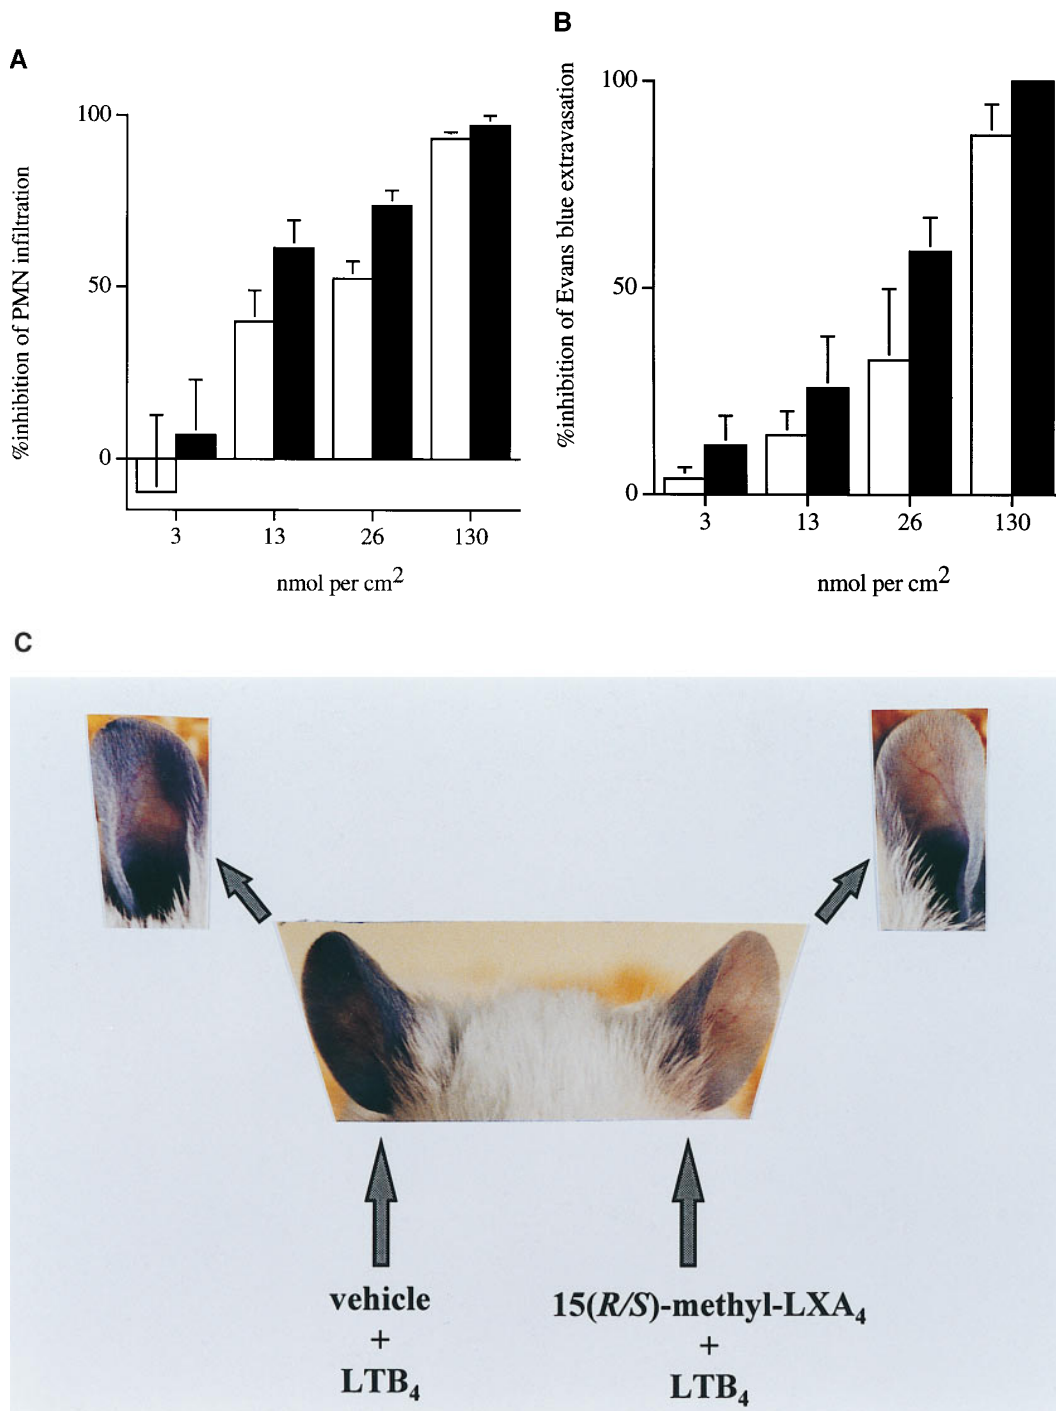 A
B
%inhibition of PMN infiltration
100
50
0
3 13 26 130
nmol per cm2
%inhibition of Evans blue extravasation
100
50
0
3 13 26 130
nmol per cm2
C
vehicle
+
LTB4
15(R/S)-methyl-LXA4
+
LTB4